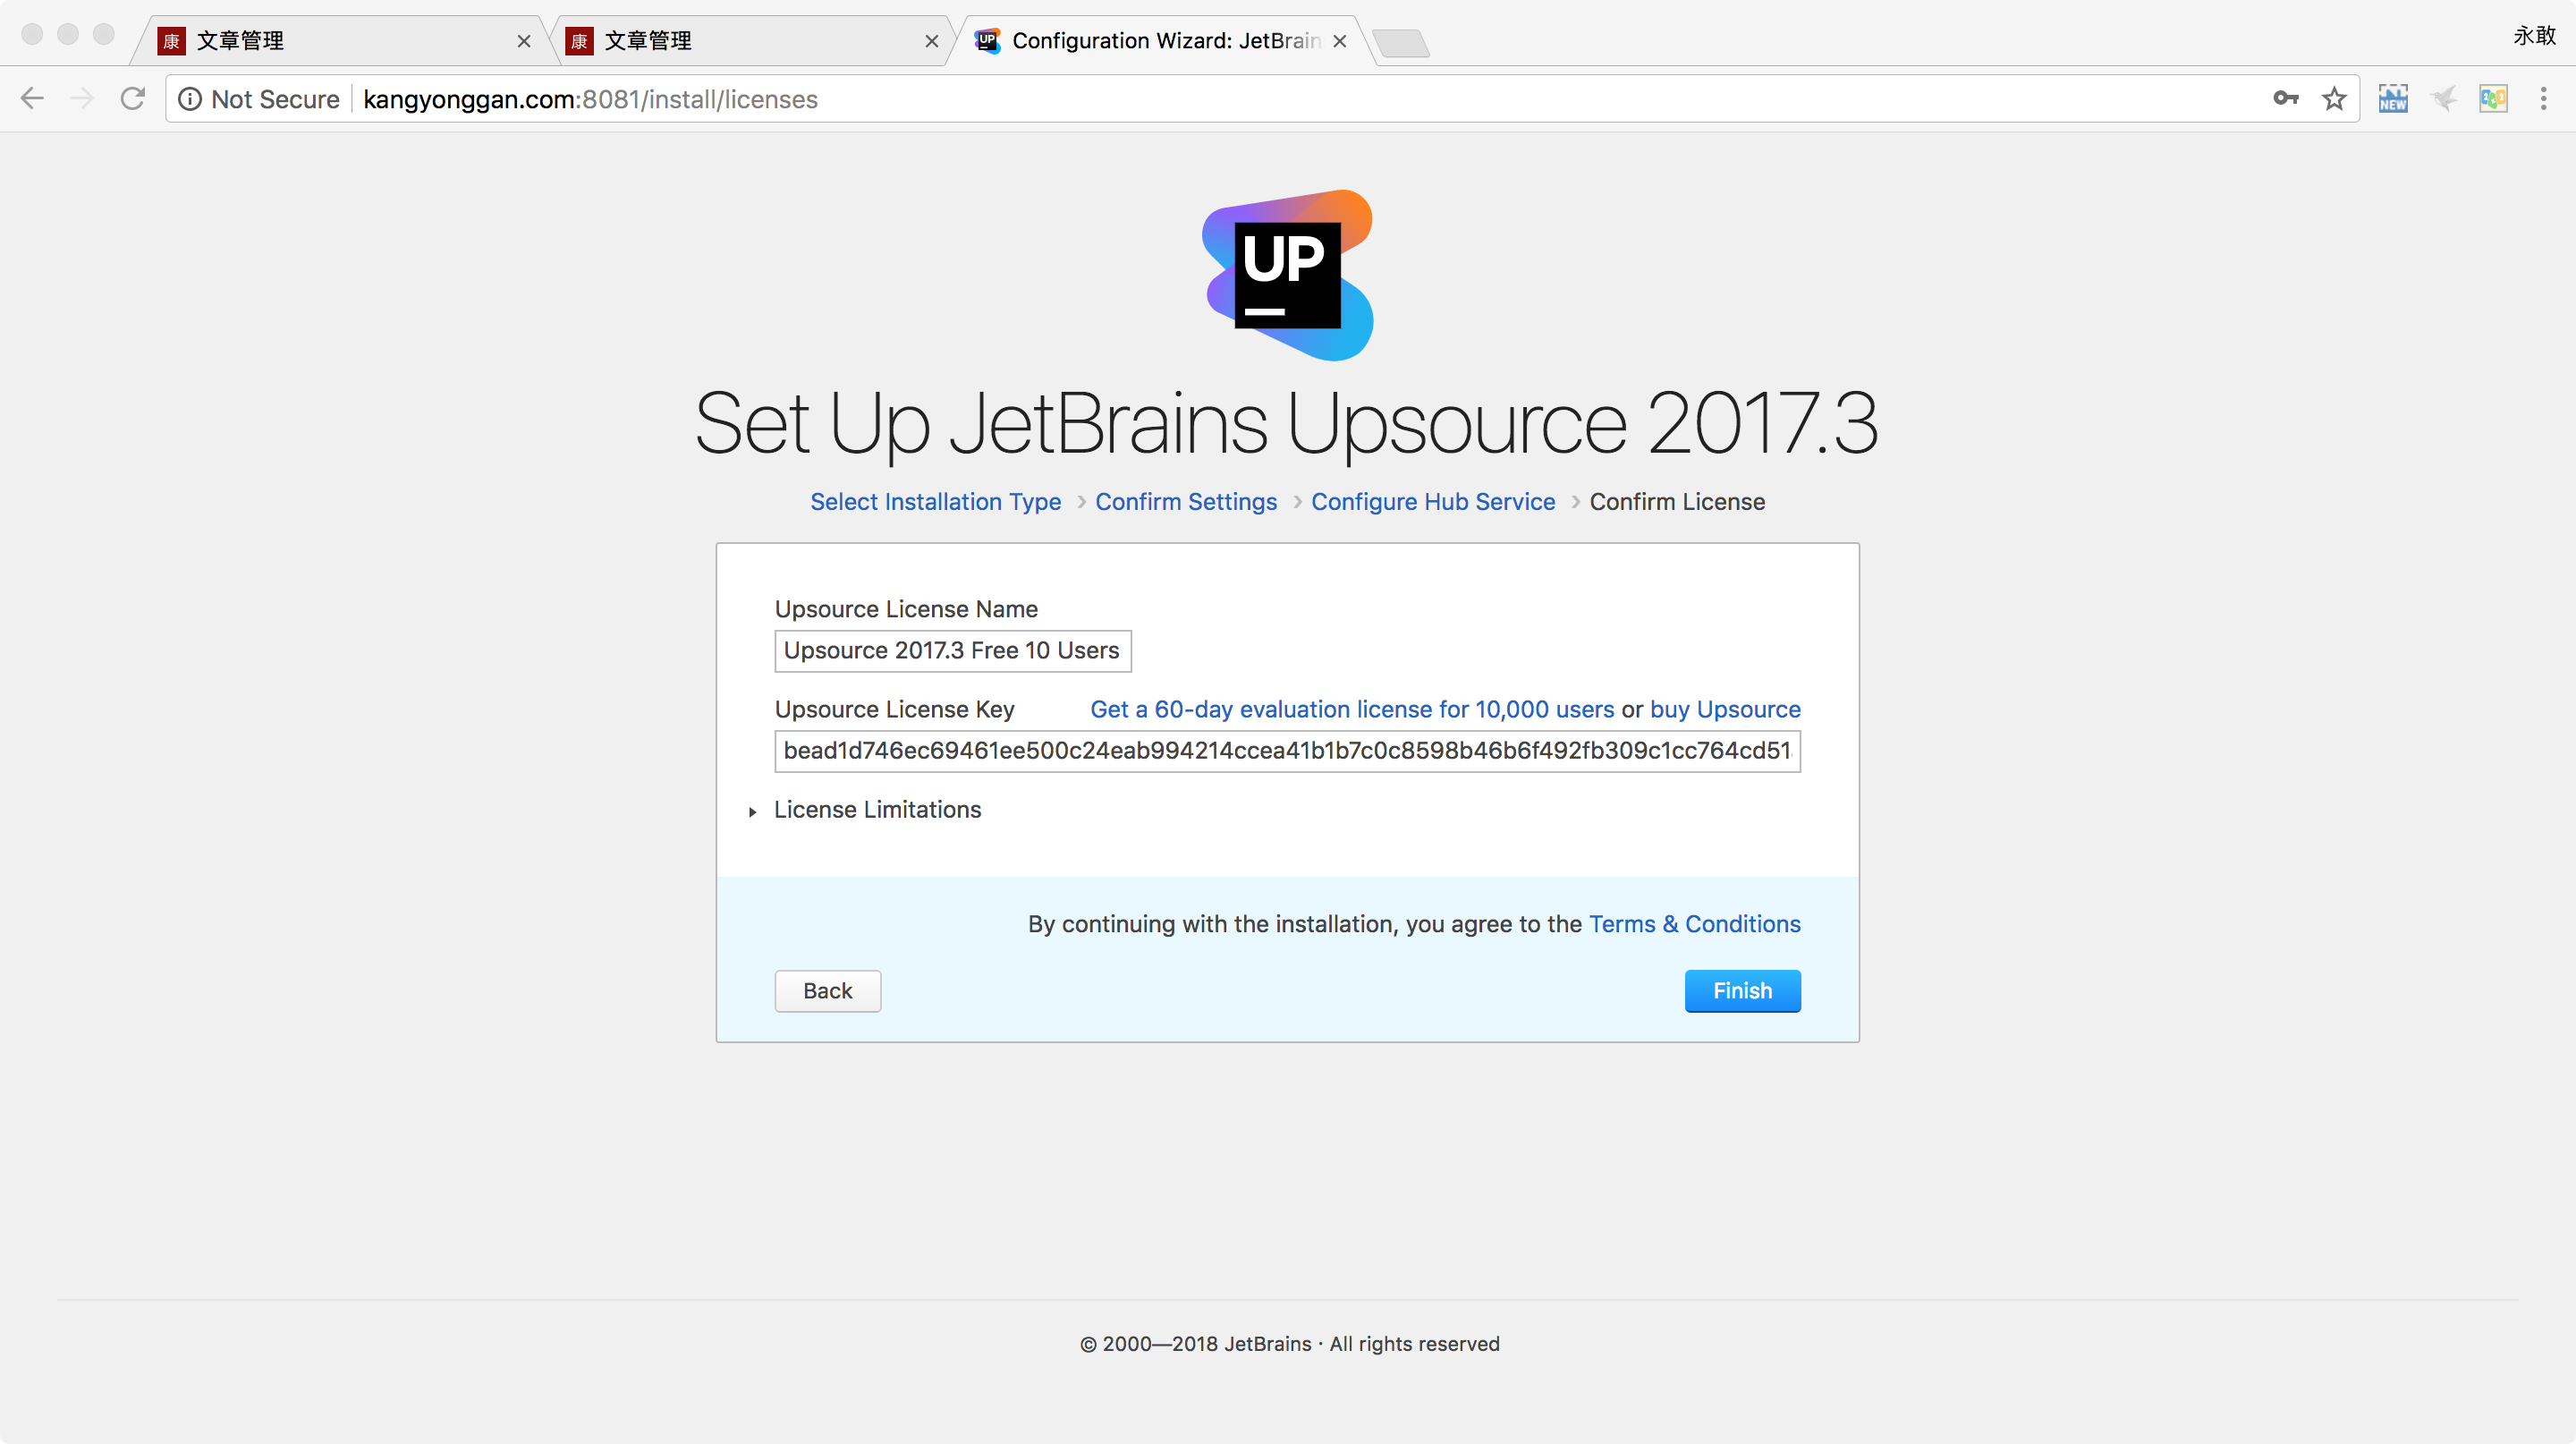 文章管理
文章管理
Configuration Wizard: JetBrain
永敢
Not Secure
kangyonggan.com:8081/install/licenses
NEW
UP
Set Up JetBrains Upsource 2017.3
Select Installation Type › Confirm Settings › Configure Hub Service › Confirm License
Upsource License Name
Upsource 2017.3 Free 10 Users
Upsource License Key
Get a 60-day evaluation license for 10,000 users or buy Upsource
bead1d746ec69461ee500c24eab994214ccea41b1b7c0c8598b46b6f492fb309c1cc764cd51
License Limitations
By continuing with the installation, you agree to the Terms & Conditions
Back
Finish
© 2000—2018 JetBrains · All rights reserved